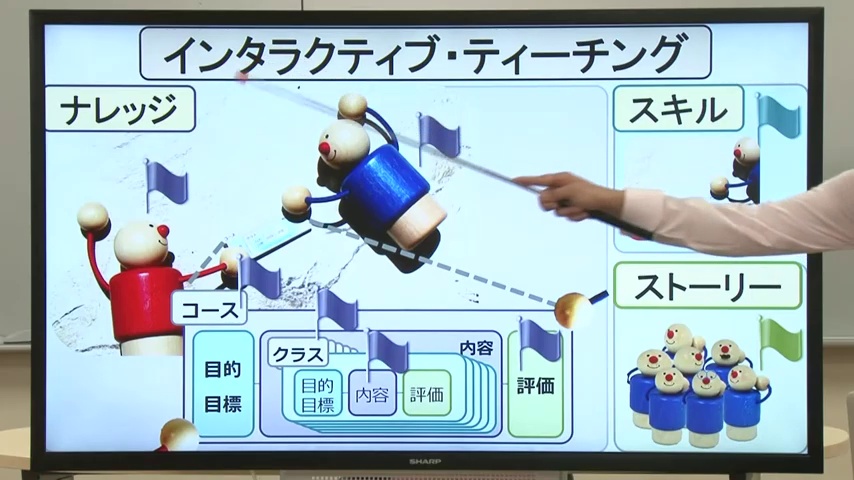 インタラクティブ・ティーチング
ナレッジ
スキル
ストーリー
コース
目的
目標
クラス
内容
目的
目標
内容
評価
評価
SHARP